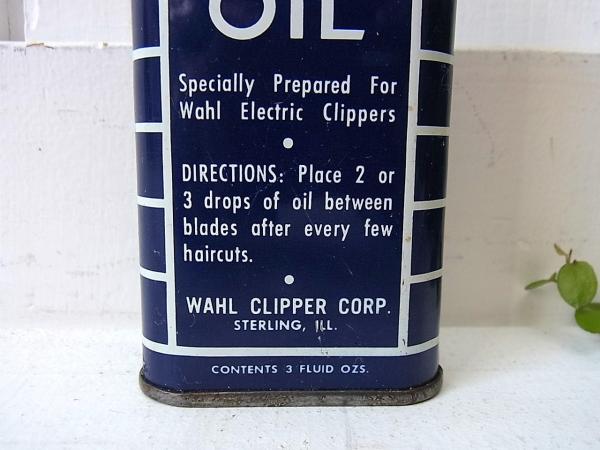 OIL
Specially Prepared For
Wahl Electric Clippers
DIRECTIONS: Place 2 or
3 drops of oil between
blades after every few
haircuts.
WAHL CLIPPER CORP.
STERLING, ILL.
CONTENTS 3 FLUID OZS.